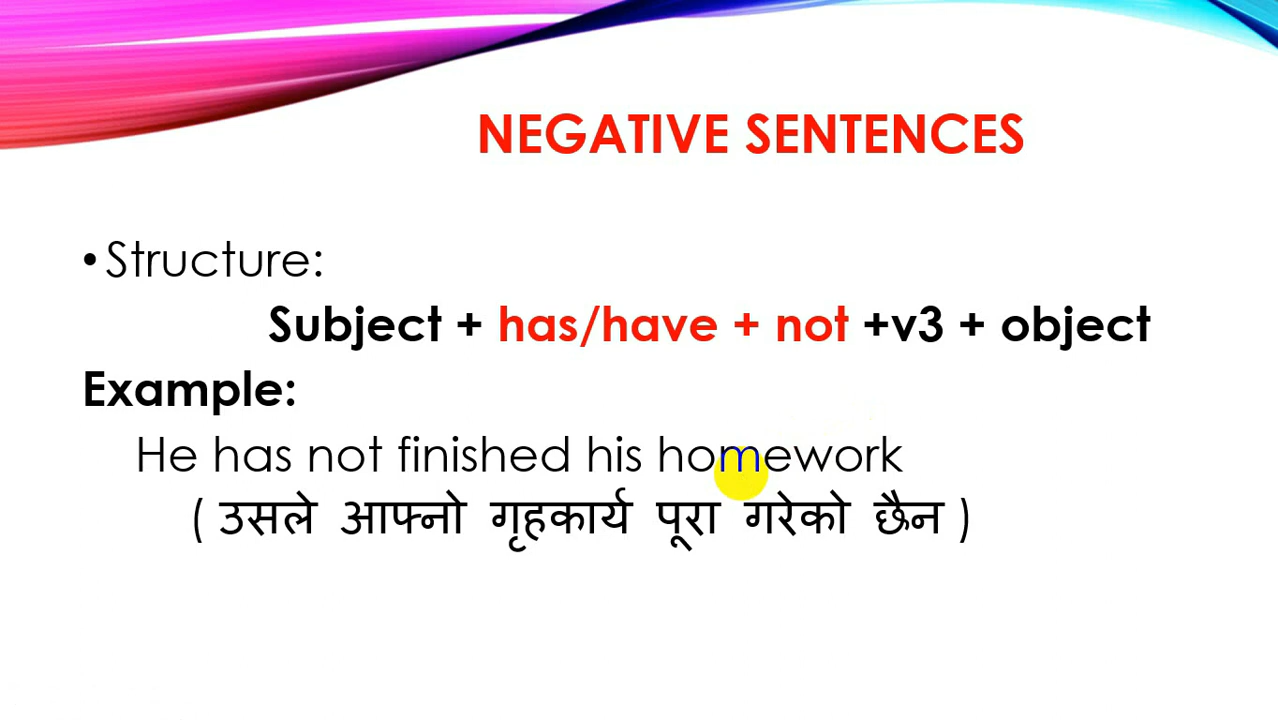 NEGATIVE SENTENCES
• Structure:
Subject + has/have + not +v3 + object
Example:
He has not finished his homework
( उसले आफ्नो गृहकार्य पूरा गरेको छैन )